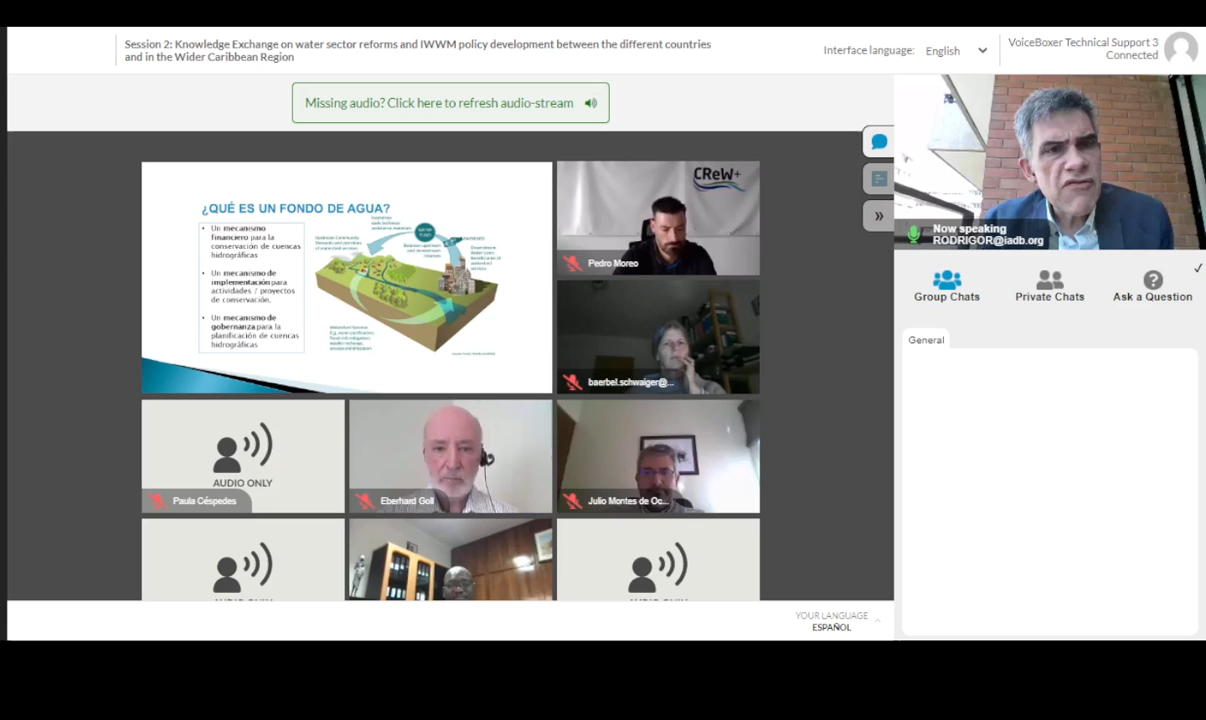 Session 2: Knowledge Exchange on water sector reforms and IWWM policy development between the different countries
and in the Wider Caribbean Region
Interface language: English
VoiceBoxer Technical Support 3
Connected
Missing audio? Click here to refresh audio-stream
¿QUÉ ES UN FONDO DE AGUA?
• Un mecanismo
financiero para la
conservación de cuencas
hidrográficas
• Un mecanismo de
implementación para
actividades / proyectos
de conservación.
• Un mecanismo de
gobernanza para la
planificación de cuencas
hidrográficas
CReW+
Pedro Moreo
baerbel.schwaiger@...
Now speaking
RODRIGOR@iadb.org
Group Chats
Private Chats
Ask a Question
General
AUDIO ONLY
Paula Céspedes
Eberhard Goll
Julio Montes de Oc...
YOUR LANGUAGE
ESPAÑOL